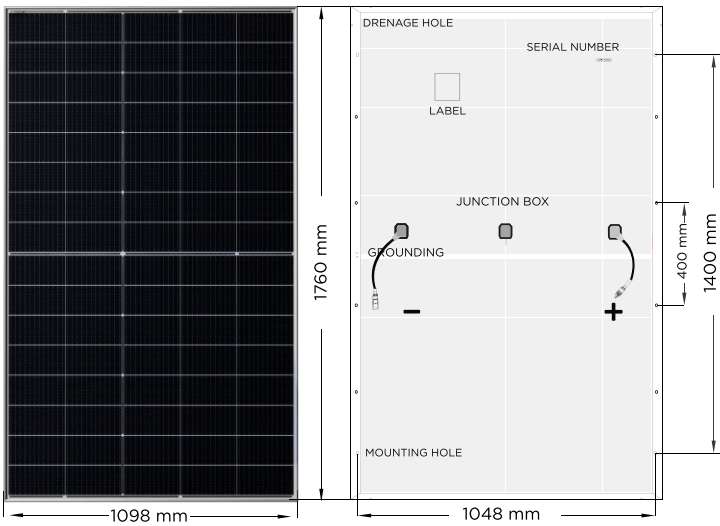 DRENAGE HOLE
SERIAL NUMBER
LABEL
JUNCTION BOX
GROUNDING
1760 mm
400 mm
1400 mm
MOUNTING HOLE
1098 mm
1048 mm